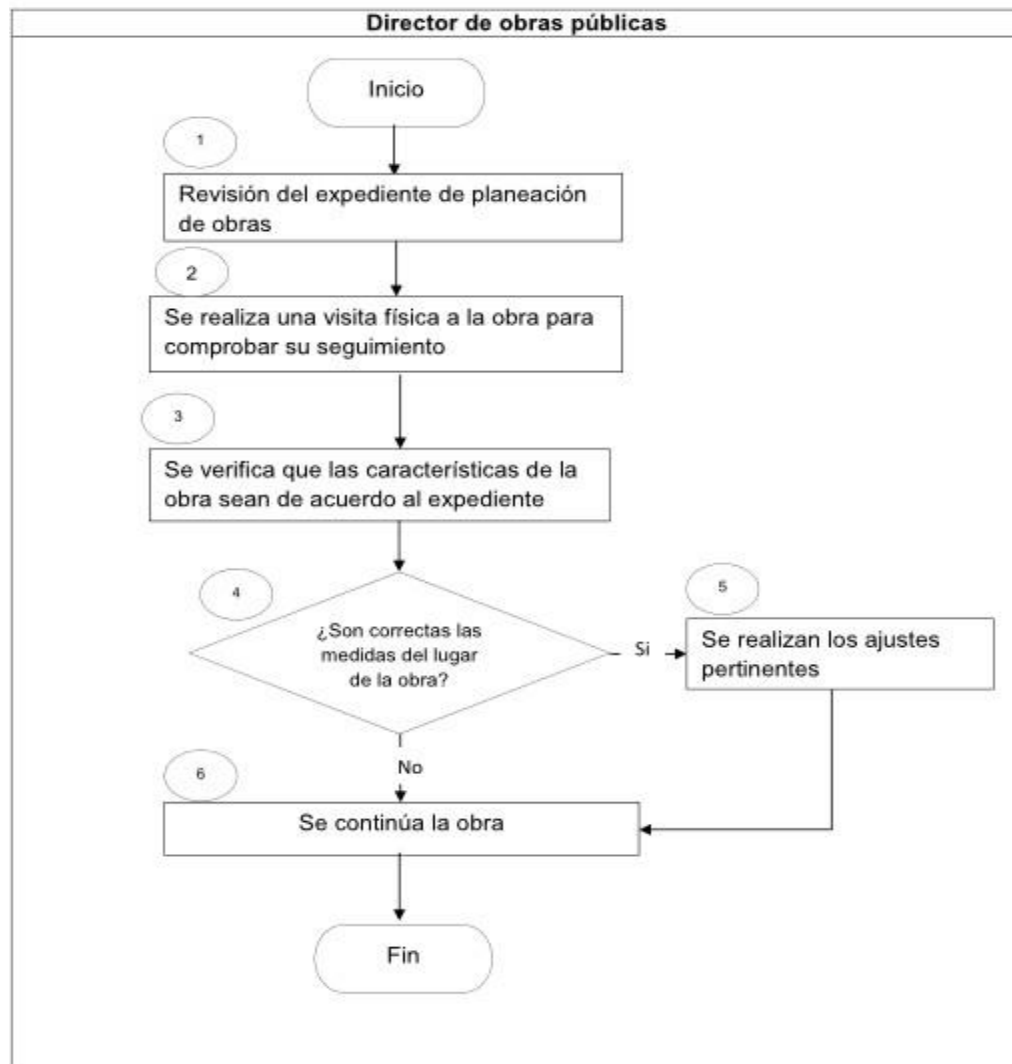 Director de obras públicas
Inicio
1
Revisión del expediente de planeación
de obras
2
Se realiza una visita física a la obra para
comprobar su seguimiento
3
Se verifica que las características de la
obra sean de acuerdo al expediente
4
¿Son correctas las
medidas del lugar
de la obra?
Si
5
Se realizan los ajustes
pertinentes
No
6
Se continúa la obra
Fin